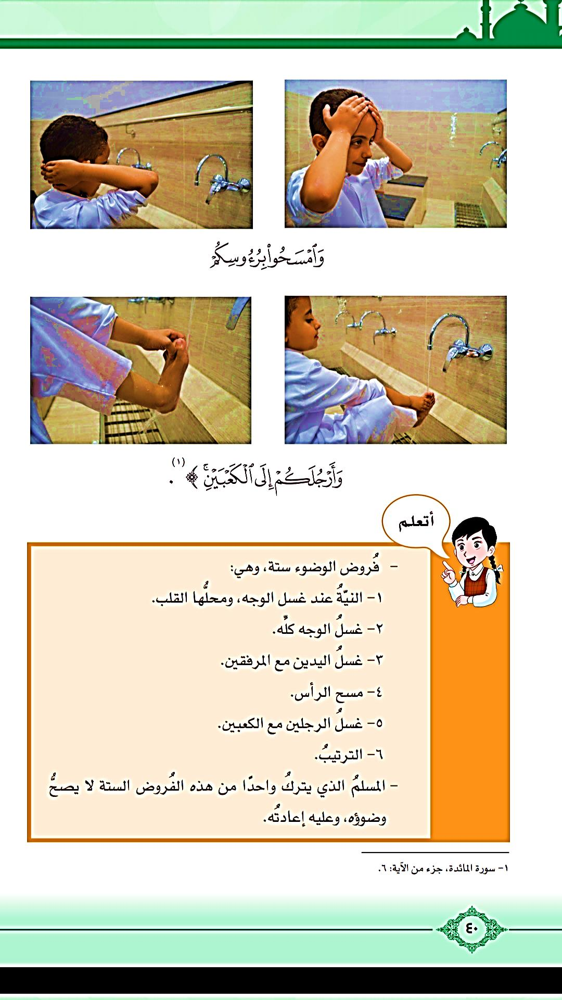 وَٱمْسَحُوا۟ بِرُءُوسِكُمْ
وَأَرْجُلَكُمْ إِلَى ٱلْكَعْبَيْنِۚ ﴾(١).
أتعلم
- فُروض الوضوء ستة، وهي:
١- النيّةُ عند غسل الوجه، ومحلُّها القلب.
٢- غسلُ الوجه كلِّه.
٣- غسلُ اليدين مع المرفقين.
٤- مسح الرأس.
٥- غسلُ الرجلين مع الكعبين.
٦- الترتيبُ.
- المسلمُ الذي يتركُ واحدًا من هذه الفُروض الستة لا يصحُّ
وضوؤه، وعليه إعادتُه.
١- سورة المائدة، جزء من الآية: ٦.
٤٠